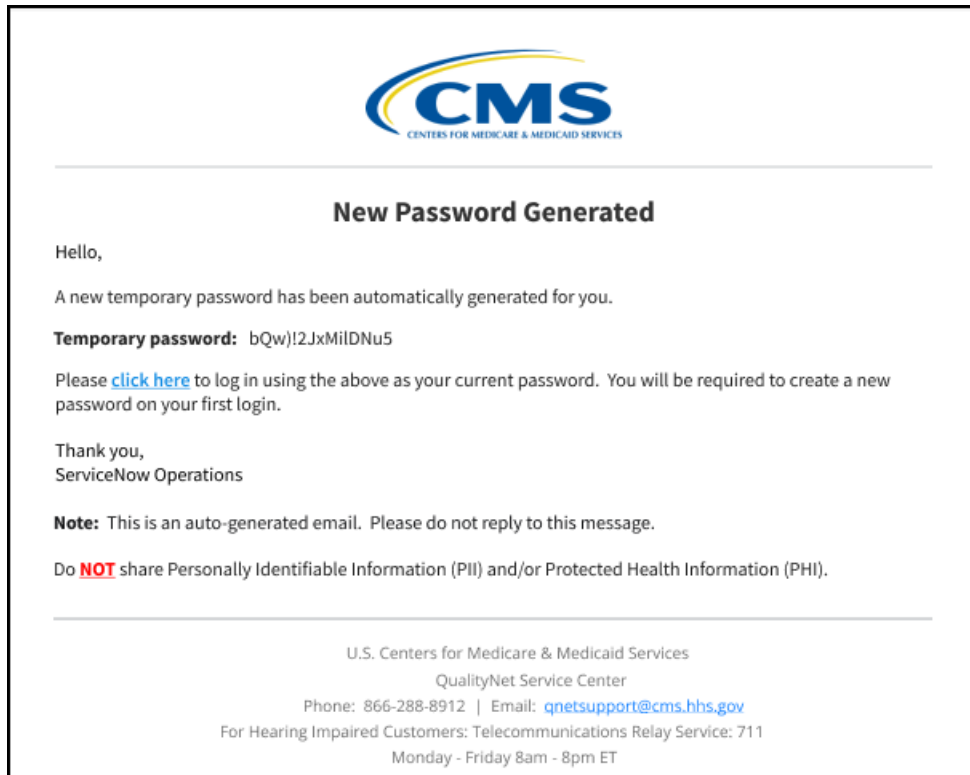 CMS
CENTERS FOR MEDICARE & MEDICAID SERVICES
New Password Generated
Hello,
A new temporary password has been automatically generated for you.
Temporary password: bQw)!2JxMilDNu5
Please click here to log in using the above as your current password. You will be required to create a new
password on your first login.
Thank you,
ServiceNow Operations
Note: This is an auto-generated email. Please do not reply to this message.
Do NOT share Personally Identifiable Information (PII) and/or Protected Health Information (PHI).
U.S. Centers for Medicare & Medicaid Services
QualityNet Service Center
Phone: 866-288-8912 | Email: qnetsupport@cms.hhs.gov
For Hearing Impaired Customers: Telecommunications Relay Service: 711
Monday - Friday 8am - 8pm ET